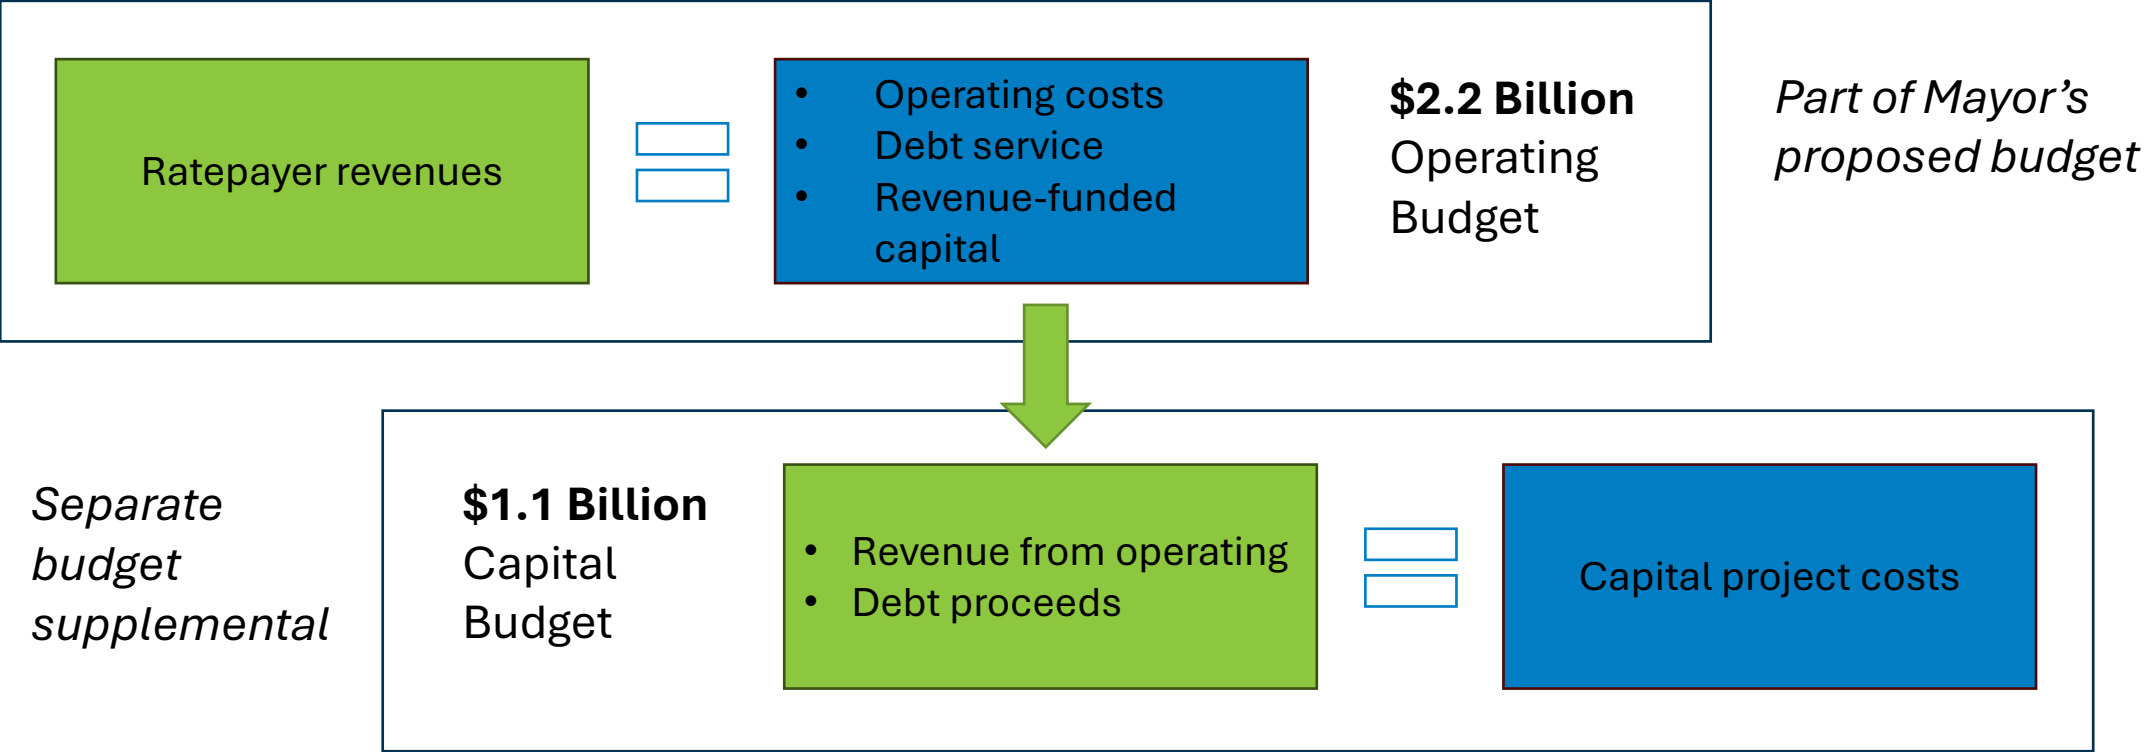 Ratepayer revenues
• Operating costs
• Debt service
• Revenue-funded
capital
$2.2 Billion
Operating
Budget
Part of Mayor’s
proposed budget
Separate
budget
supplemental
$1.1 Billion
Capital
Budget
• Revenue from operating
• Debt proceeds
Capital project costs